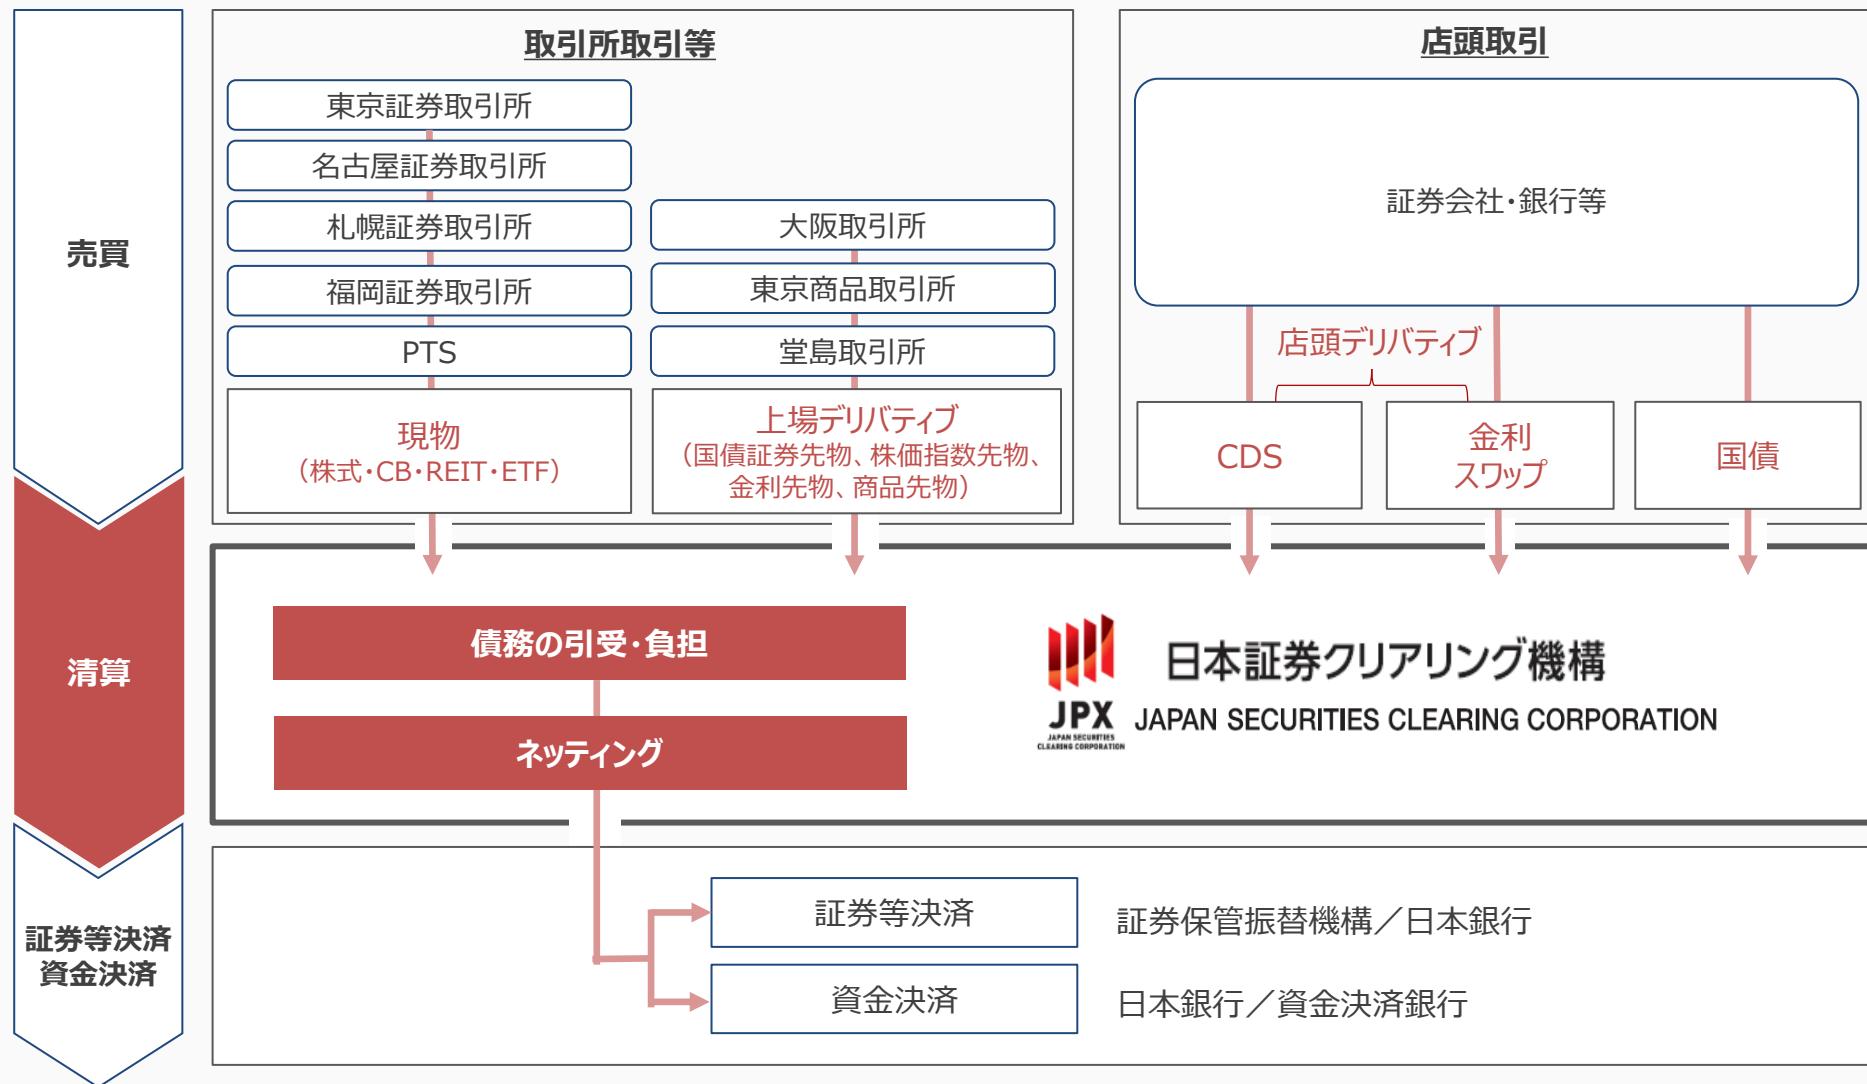 売買
取引所取引等
東京証券取引所
名古屋証券取引所
札幌証券取引所
福岡証券取引所
PTS
大阪取引所
東京商品取引所
堂島取引所
現物
（株式・CB・REIT・ETF）
上場デリバティブ
（国債証券先物、株価指数先物、
金利先物、商品先物）
店頭取引
証券会社・銀行等
店頭デリバティブ
CDS
金利
スワップ
国債
清算
債務の引受・負担
ネッティング
JPX
JAPAN SECURITIES
CLEARING CORPORATION
日本証券クリアリング機構
JAPAN SECURITIES CLEARING CORPORATION
証券等決済
資金決済
証券等決済
証券保管振替機構／日本銀行
資金決済
日本銀行／資金決済銀行